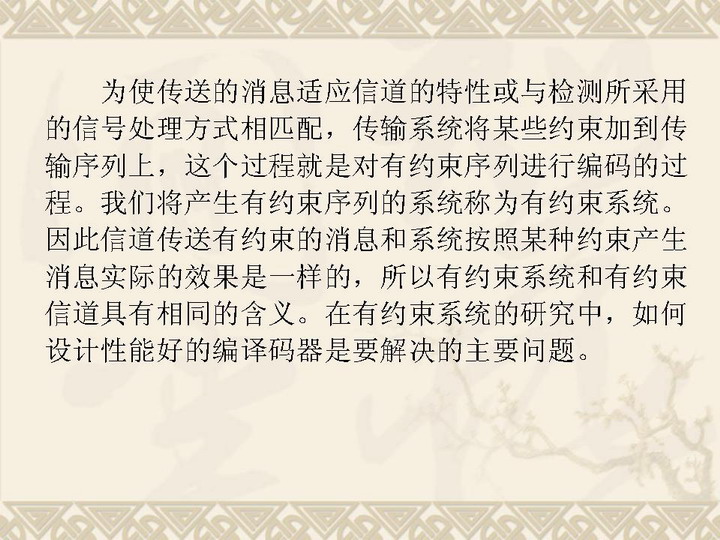 为使传送的消息适应信道的特性或与检测所采用
的信号处理方式相匹配，传输系统将某些约束加到传
输序列上，这个过程就是对有约束序列进行编码的过
程。我们将产生有约束序列的系统称为有约束系统。
因此信道传送有约束的消息和系统按照某种约束产生
消息实际的效果是一样的，所以有约束系统和有约束
信道具有相同的含义。在有约束系统的研究中，如何
设计性能好的编译码器是要解决的主要问题。